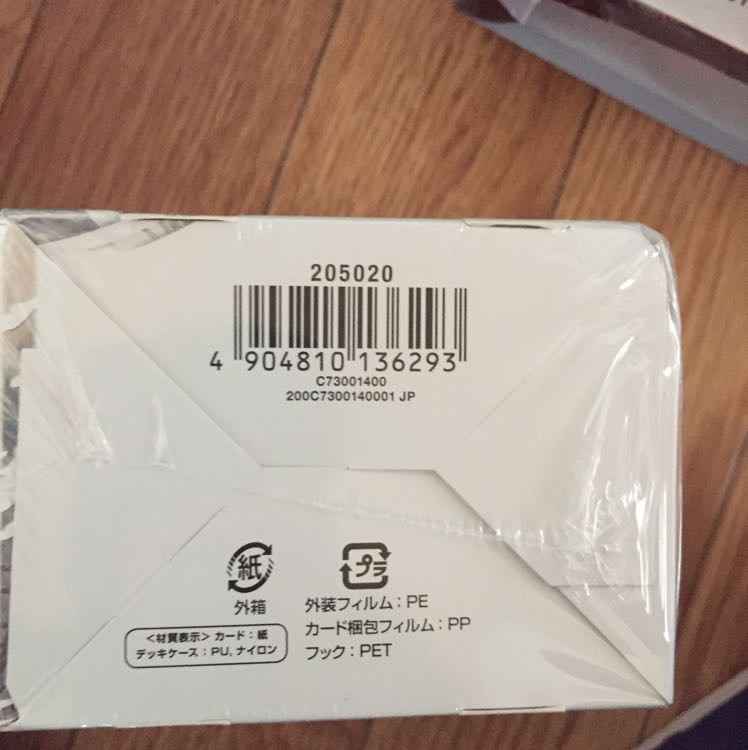 205020
4 904810 136293
C73001400
200C7300140001 JP
紙
プラ
外箱
外装フィルム：PE
カード梱包フィルム：PP
フック：PET
＜材質表示＞カード：紙
デッキケース：PU, ナイロン